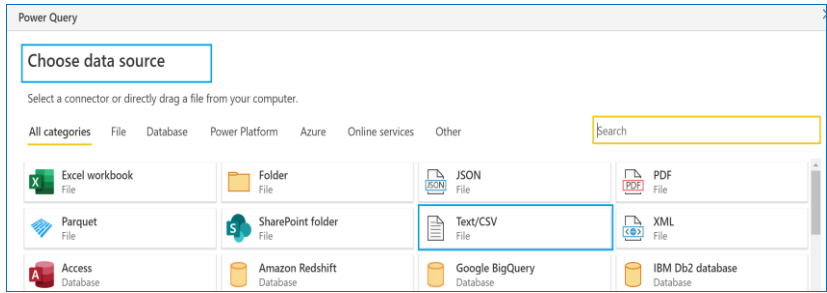 Power Query
Choose data source
Select a connector or directly drag a file from your computer.
All categories File Database Power Platform Azure Online services Other Search
Excel workbook Folder JSON PDF
File File JSON File PDF File
Parquet SharePoint folder Text/CSV XML
File File File File
Access Amazon Redshift Google BigQuery IBM Db2 database
Database Database Database Database